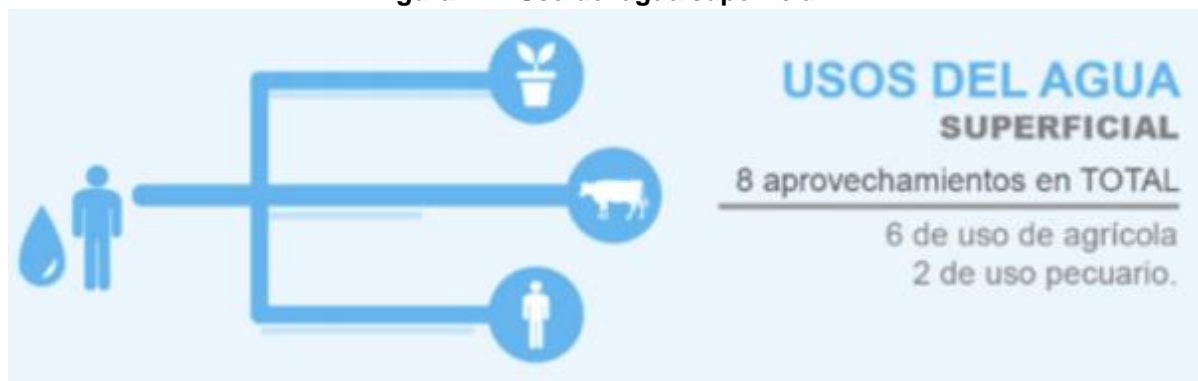 USOS DEL AGUA
SUPERFICIAL
8 aprovechamientos en TOTAL
6 de uso de agrícola
2 de uso pecuario.